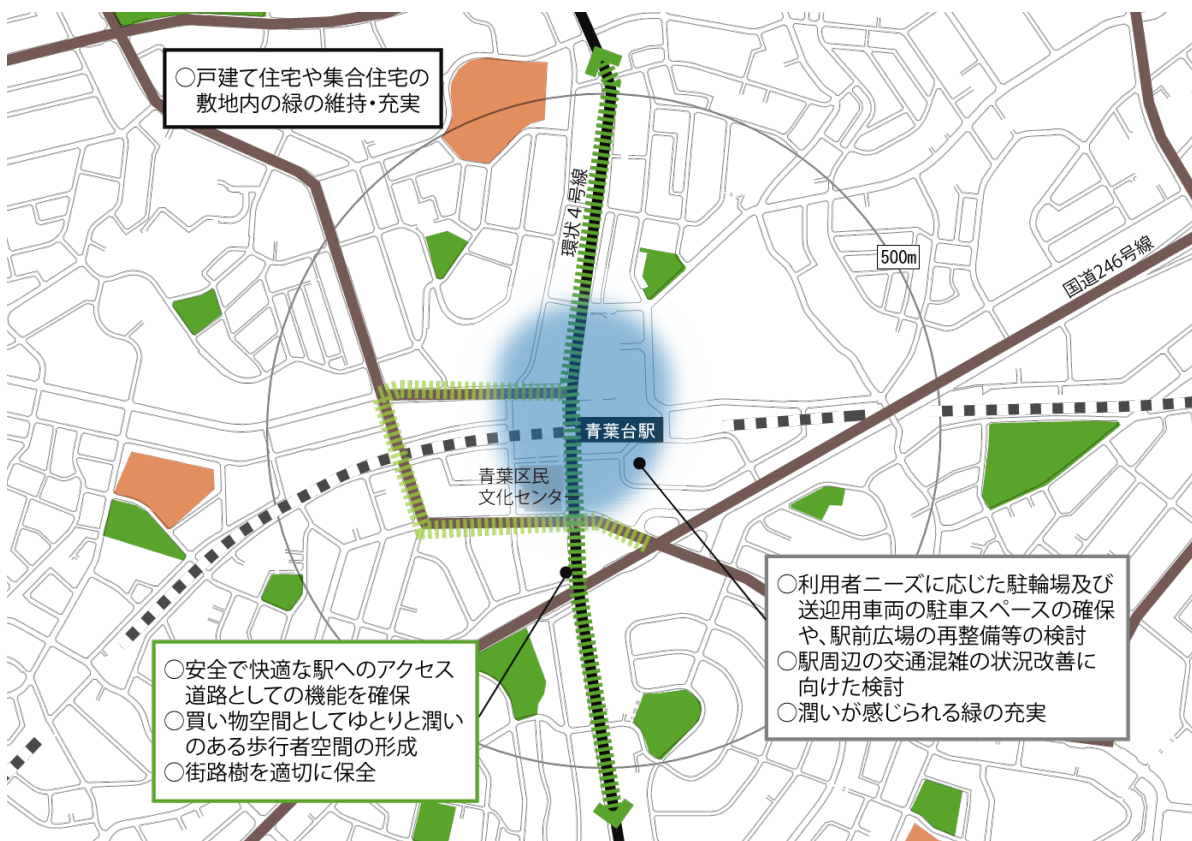 ○戸建て住宅や集合住宅の
敷地内の緑の維持・充実
環状4号線
500m
国道246号線
青葉台駅
青葉区民
文化センター
○安全で快適な駅へのアクセス
道路としての機能を確保
○買い物空間としてゆとりと潤い
のある歩行者空間の形成
○街路樹を適切に保全
○利用者ニーズに応じた駐輪場及び
送迎用車両の駐車スペースの確保
や、駅前広場の再整備等の検討
○駅周辺の交通混雑の状況改善に
向けた検討
○潤いが感じられる緑の充実